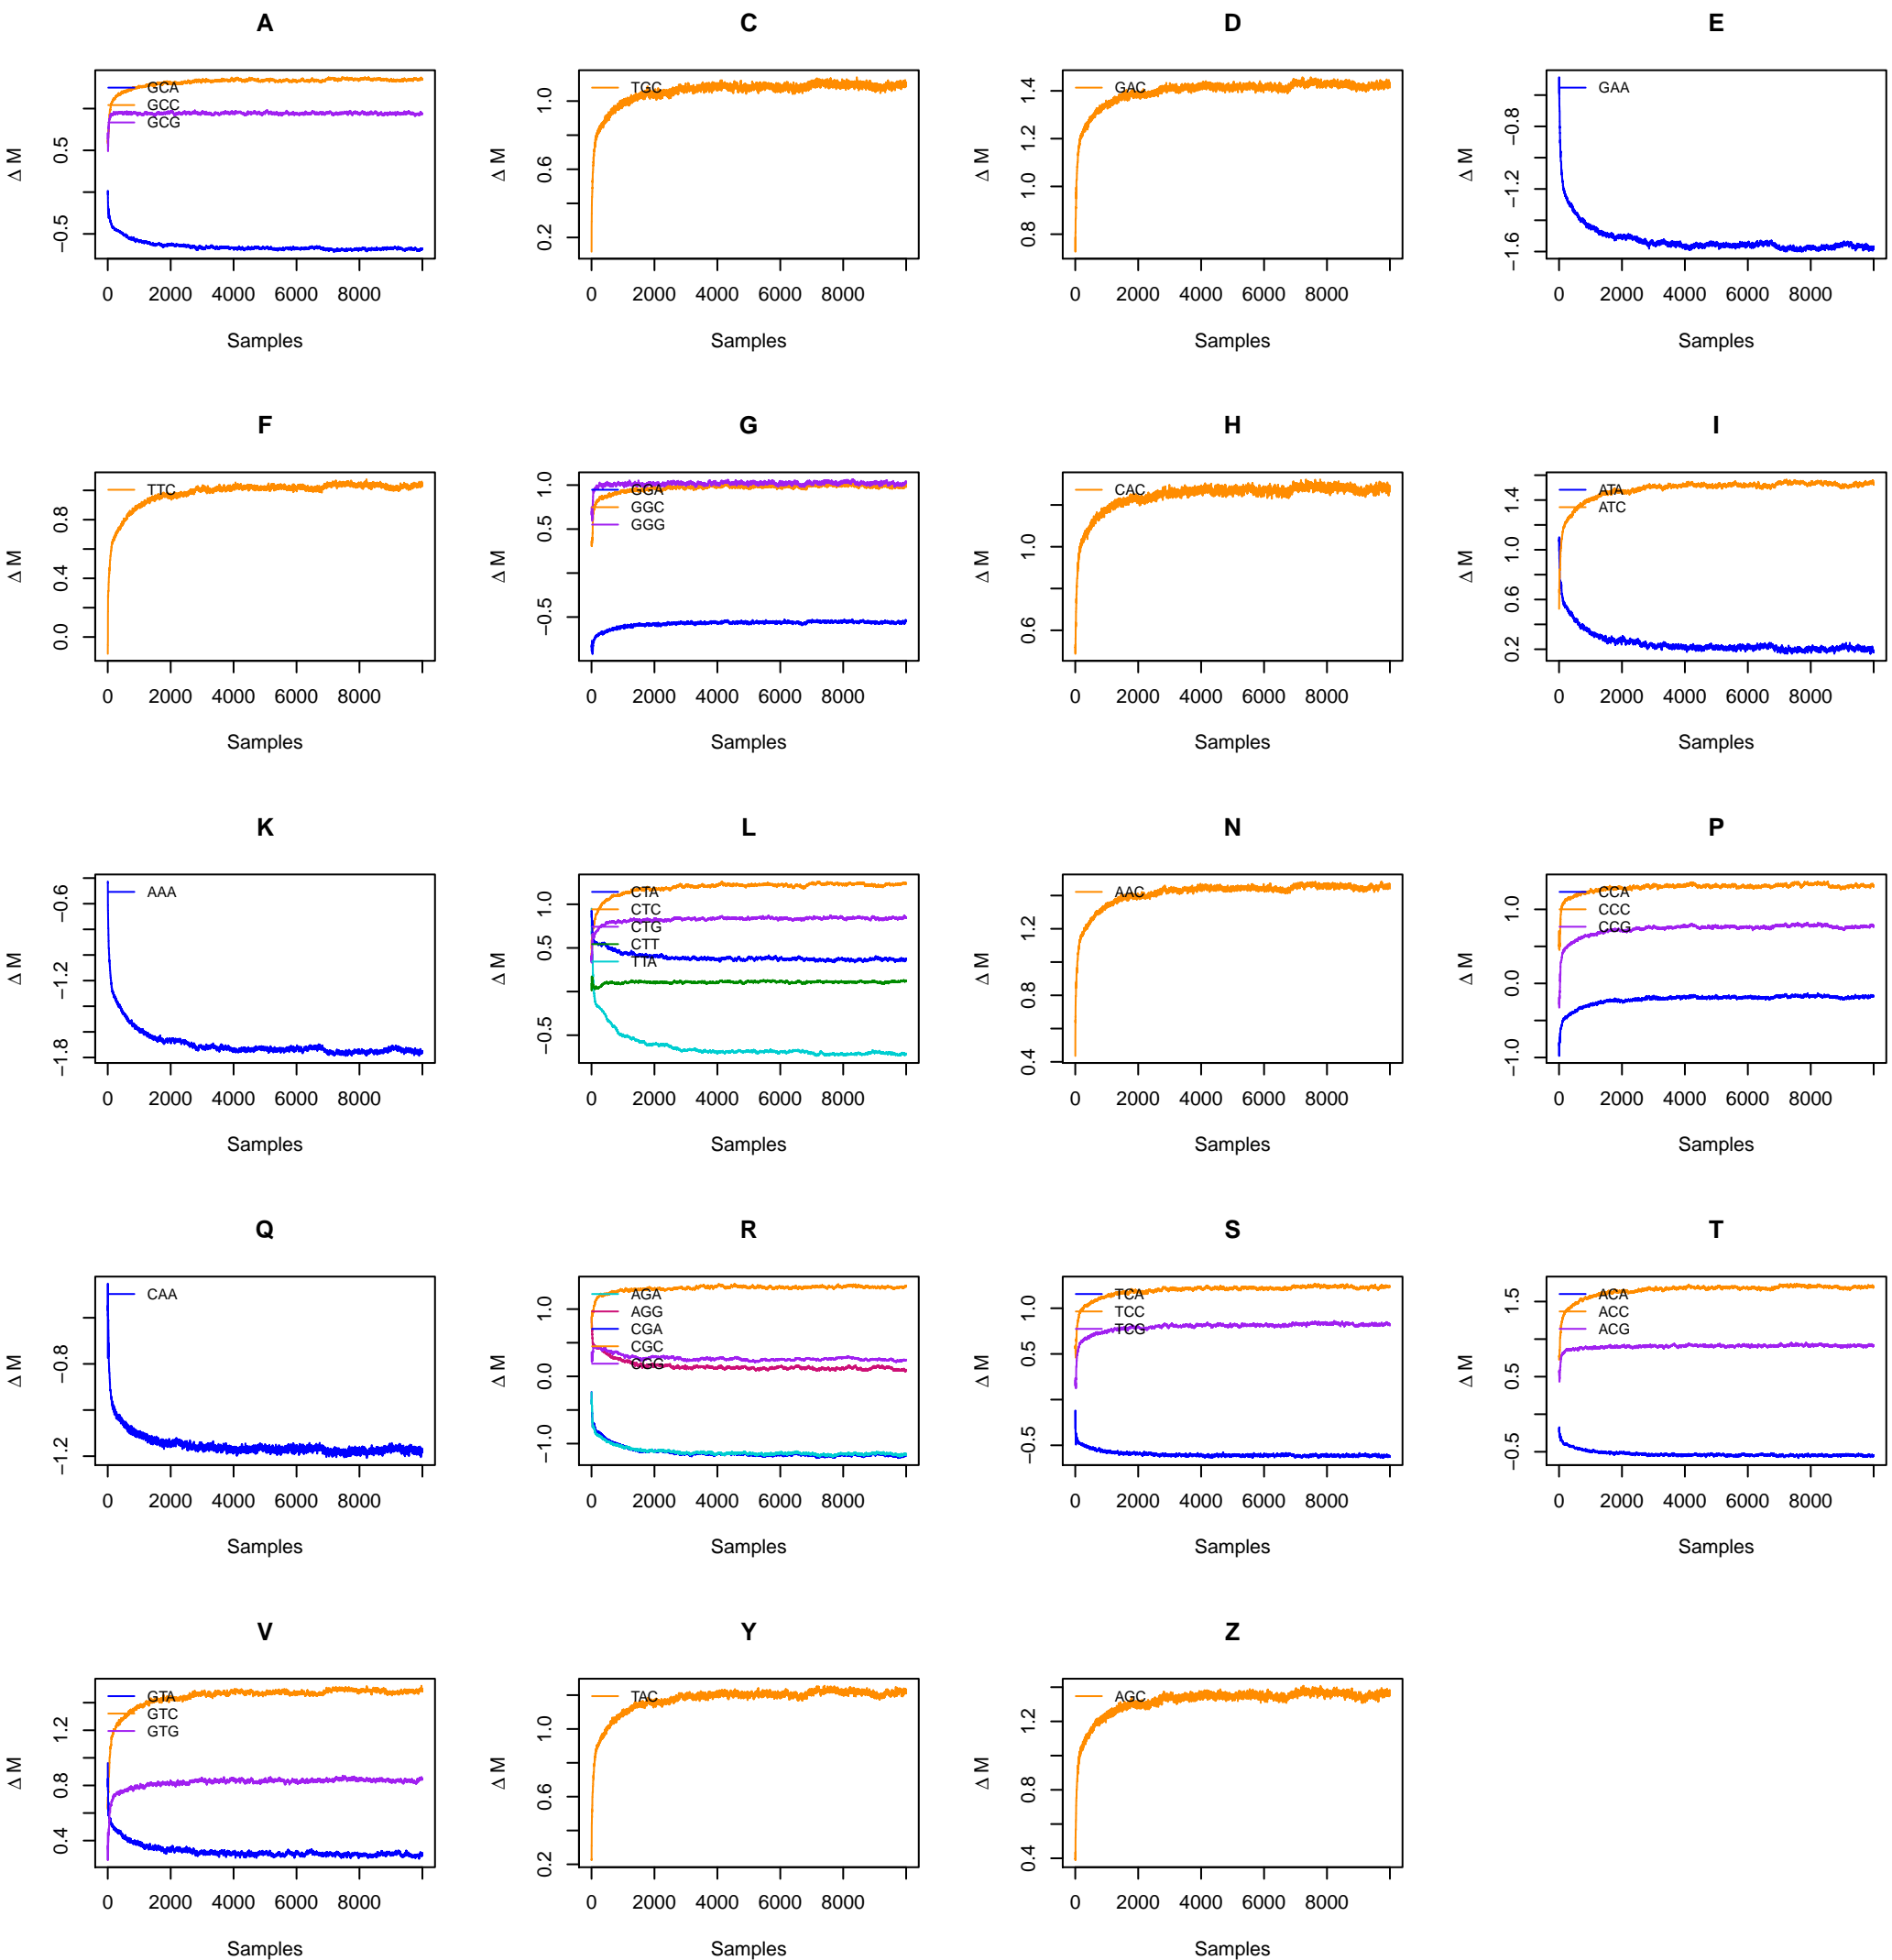 A
C
D
E
Δ M
0.5
−0.5
GCA
GCC
GCG
0 2000 4000 6000 8000
Samples
Δ M
1.0
0.6
0.2
TGC
0 2000 4000 6000 8000
Samples
Δ M
1.4
1.2
1.0
0.8
GAC
0 2000 4000 6000 8000
Samples
Δ M
−0.8
−1.2
−1.6
GAA
0 2000 4000 6000 8000
Samples
F
G
H
I
Δ M
0.8
0.4
0.0
TTC
0 2000 4000 6000 8000
Samples
Δ M
1.0
0.5
−0.5
GGA
GGC
GGG
0 2000 4000 6000 8000
Samples
Δ M
1.0
0.6
CAC
0 2000 4000 6000 8000
Samples
Δ M
1.4
1.0
0.6
0.2
ATA
ATC
0 2000 4000 6000 8000
Samples
K
L
N
P
Δ M
−0.6
−1.2
−1.8
AAA
0 2000 4000 6000 8000
Samples
Δ M
1.0
0.5
−0.5
CTA
CTC
CTG
CTT
TTA
0 2000 4000 6000 8000
Samples
Δ M
1.2
0.8
0.4
AAC
0 2000 4000 6000 8000
Samples
Δ M
1.0
0.0
−1.0
CCA
CCC
CCG
0 2000 4000 6000 8000
Samples
Q
R
S
T
Δ M
−0.8
−1.2
CAA
0 2000 4000 6000 8000
Samples
Δ M
1.0
0.0
−1.0
AGA
AGG
CGA
CGC
CGG
0 2000 4000 6000 8000
Samples
Δ M
1.0
0.5
−0.5
TCA
TCC
TCG
0 2000 4000 6000 8000
Samples
Δ M
1.5
0.5
−0.5
ACA
ACC
ACG
0 2000 4000 6000 8000
Samples
V
Y
Z
Δ M
1.2
0.8
0.4
GTA
GTC
GTG
0 2000 4000 6000 8000
Samples
Δ M
1.0
0.6
0.2
TAC
0 2000 4000 6000 8000
Samples
Δ M
1.2
0.8
0.4
AGC
0 2000 4000 6000 8000
Samples